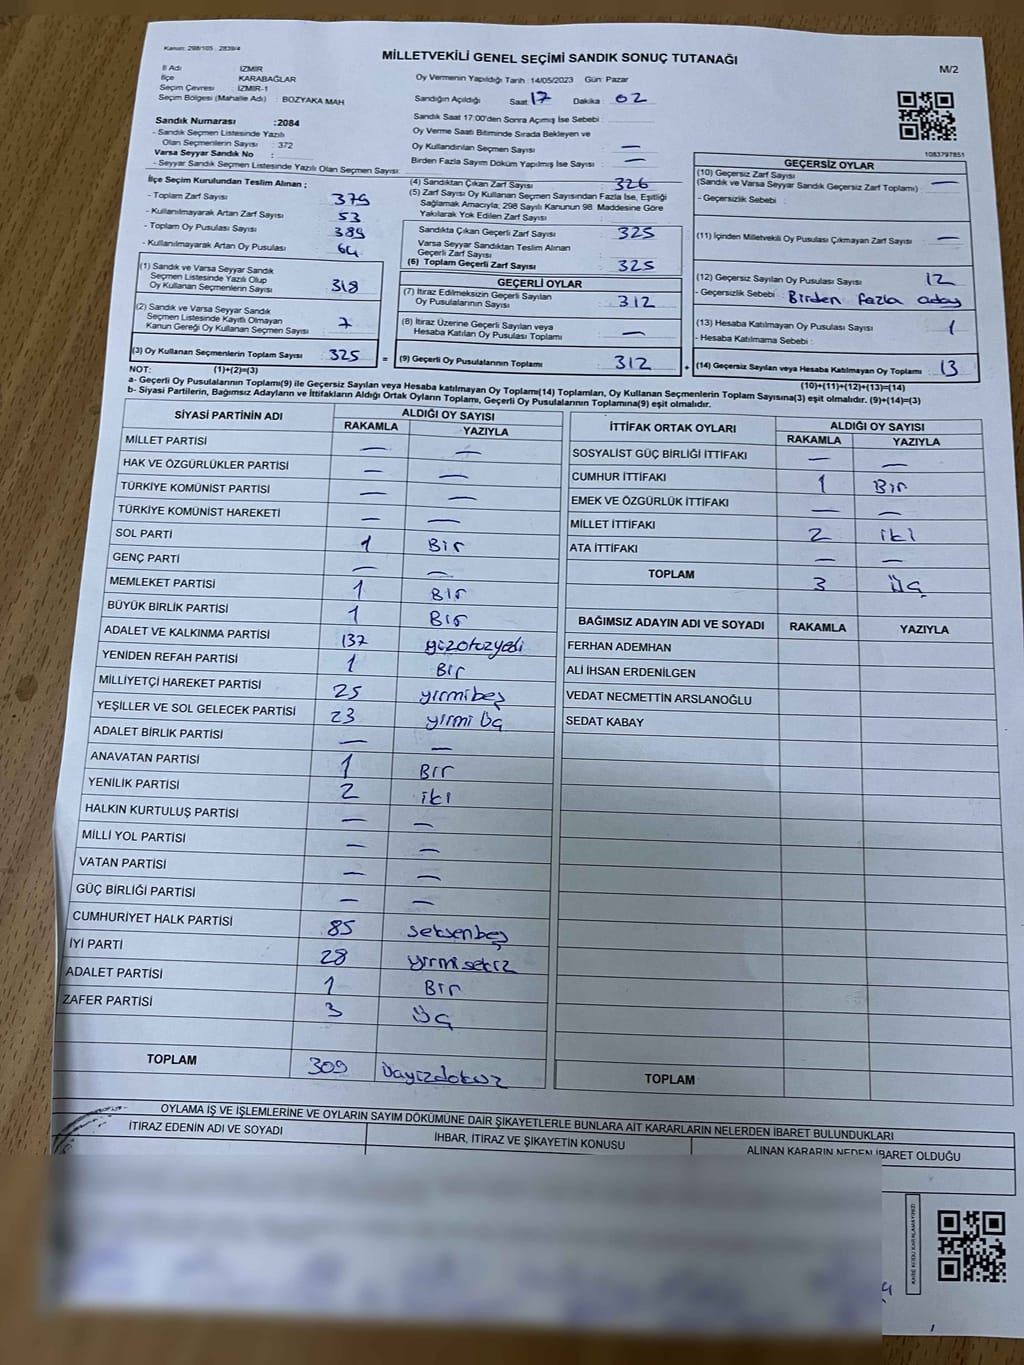 Kanun: 298/105 , 2839/4
MİLLETVEKİLİ GENEL SEÇİMİ SANDIK SONUÇ TUTANAĞI
M/2
İl Adı : İZMİR
İlçe : KARABAĞLAR
Seçim Çevresi : İZMİR-1
Seçim Bölgesi (Mahalle Adı) : BOZYAKA MAH
Sandık Numarası :2084
- Sandık Seçmen Listesinde Yazılı
Olan Seçmenlerin Sayısı : 372
Varsa Seyyar Sandık No :
- Seyyar Sandık Seçmen Listesinde Yazılı Olan Seçmen Sayısı:
Oy Vermenin Yapıldığı Tarih :14/05/2023 Gün: Pazar
Sandığın Açıldığı Saat 17 Dakika : 02
Sandık Saat 17:00'den Sonra Açımış İse Sebebi :
Oy Verme Saati Bitiminde Sırada Bekleyen ve
Oy Kullandırılan Seçmen Sayısı : —
Birden Fazla Sayım Döküm Yapılmış İse Sayısı : —
1083797851
İlçe Seçim Kurulundan Teslim Alınan ;
- Toplam Zarf Sayısı : 379
- Kullanılmayarak Artan Zarf Sayısı : 53
- Toplam Oy Pusulası Sayısı : 389
- Kullanılmayarak Artan Oy Pusulası : 64
(1) Sandık ve Varsa Seyyar Sandık
Seçmen Listesinde Yazılı Olup
Oy Kullanan Seçmenlerin Sayısı : 318
(2) Sandık ve Varsa Seyyar Sandık
Seçmen Listesinde Kayıtlı Olmayan
Kanun Gereği Oy Kullanan Seçmen Sayısı : 7
(3) Oy Kullanan Seçmenlerin Toplam Sayısı : 325 =
(4) Sandıktan Çıkan Zarf Sayısı : 326
(5) Zarf Sayısı Oy Kullanan Seçmen Sayısından Fazla İse, Eşitliği
Sağlamak Amacıyla; 298 Sayılı Kanunun 98. Maddesine Göre
Yakılarak Yok Edilen Zarf Sayısı
Sandıkta Çıkan Geçerli Zarf Sayısı : 325
Varsa Seyyar Sandıktan Teslim Alınan
Geçerli Zarf Sayısı :
(6) Toplam Geçerli Zarf Sayısı : 325
GEÇERLİ OYLAR
(7) İtiraz Edilmeksizin Geçerli Sayılan
Oy Pusulalarının Sayısı : 312
(8) İtiraz Üzerine Geçerli Sayılan veya
Hesaba Katılan Oy Pusulası Toplamı : —
(9) Geçerli Oy Pusulalarının Toplamı : 312 +
GEÇERSİZ OYLAR
(10) Geçersiz Zarf Sayısı
(Sandık ve Varsa Seyyar Sandık Geçersiz Zarf Toplamı) : —
- Geçersizlik Sebebi :
(11) İçinden Milletvekili Oy Pusulası Çıkmayan Zarf Sayısı : —
(12) Geçersiz Sayılan Oy Pusulası Sayısı : 12
- Geçersizlik Sebebi : Birden fazla aday
(13) Hesaba Katılmayan Oy Pusulası Sayısı : 1
- Hesaba Katılmama Sebebi :
(14) Geçersiz Sayılan veya Hesaba Katılmayan Oy Toplamı : 13
NOT: (1)+(2)=(3)
(10)+(11)+(12)+(13)=(14)
a- Geçerli Oy Pusulalarının Toplamı(9) ile Geçersiz Sayılan veya Hesaba katılmayan Oy Toplamı(14) Toplamları, Oy Kullanan Seçmenlerin Toplam Sayısına(3) eşit olmalıdır. (9)+(14)=(3)
b- Siyasi Partilerin, Bağımsız Adayların ve İttifakların Aldığı Ortak Oyların Toplamı, Geçerli Oy Pusulalarının Toplamına(9) eşit olmalıdır.
SİYASİ PARTİNİN ADI ALDIĞI OY SAYISI
RAKAMLA YAZIYLA
MİLLET PARTİSİ — —
HAK VE ÖZGÜRLÜKLER PARTİSİ — —
TÜRKİYE KOMÜNİST PARTİSİ — —
TÜRKİYE KOMÜNİST HAREKETİ — —
SOL PARTİ 1 Bir
GENÇ PARTİ — —
MEMLEKET PARTİSİ 1 Bir
BÜYÜK BİRLİK PARTİSİ 1 Bir
ADALET VE KALKINMA PARTİSİ 137 yüzotuzyedi
YENİDEN REFAH PARTİSİ 1 Bir
MİLLİYETÇİ HAREKET PARTİSİ 25 yirmibeş
YEŞİLLER VE SOL GELECEK PARTİSİ 23 yirmi üç
ADALET BİRLİK PARTİSİ — —
ANAVATAN PARTİSİ 1 Bir
YENİLİK PARTİSİ 2 iki
HALKIN KURTULUŞ PARTİSİ — —
MİLLİ YOL PARTİSİ — —
VATAN PARTİSİ — —
GÜÇ BİRLİĞİ PARTİSİ — —
CUMHURİYET HALK PARTİSİ 85 seksenbeş
İYİ PARTİ 28 yirmisekiz
ADALET PARTİSİ 1 Bir
ZAFER PARTİSİ 3 üç
TOPLAM 309 üçyüzdokuz
İTTİFAK ORTAK OYLARI ALDIĞI OY SAYISI
RAKAMLA YAZIYLA
SOSYALİST GÜÇ BİRLİĞİ İTTİFAKI — —
CUMHUR İTTİFAKI 1 Bir
EMEK VE ÖZGÜRLÜK İTTİFAKI — —
MİLLET İTTİFAKI 2 iki
ATA İTTİFAKI — —
TOPLAM 3 üç
BAĞIMSIZ ADAYIN ADI VE SOYADI RAKAMLA YAZIYLA
FERHAN ADEMHAN
ALİ İHSAN ERDENİLGEN
VEDAT NECMETTİN ARSLANOĞLU
SEDAT KABAY
TOPLAM
OYLAMA İŞ VE İŞLEMLERİNE VE OYLARIN SAYIM DÖKÜMÜNE DAİR ŞİKAYETLERLE BUNLARA AİT KARARLARIN NELERDEN İBARET BULUNDUKLARI
İTİRAZ EDENİN ADI VE SOYADI İHBAR, İTİRAZ VE ŞİKAYETİN KONUSU ALINAN KARARIN NEDEN İBARET OLDUĞU
KARE KODU KARALAMAYINIZ!